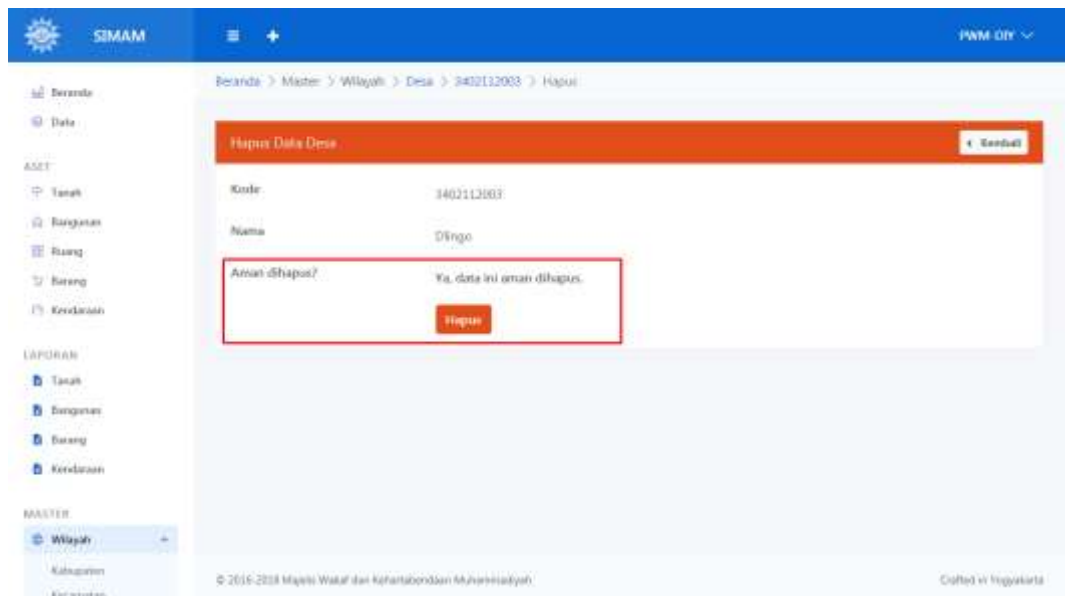 SIMAM
PWM DIY
Beranda
Data
ASET
Tanah
Bangunan
Ruang
Barang
Kendaraan
LAPORAN
Tanah
Bangunan
Barang
Kendaraan
MASTER
Wilayah
Kabupaten
Kecamatan
Beranda > Master > Wilayah > Desa > 3402112003 > Hapus
Hapus Data Desa
Kembali
Kode 3402112003
Nama Dlingo
Aman dihapus? Ya, data ini aman dihapus.
Hapus
© 2016-2018 Majelis Wakaf dan Kehartabendaan Muhammadiyah
Crafted in Yogyakarta